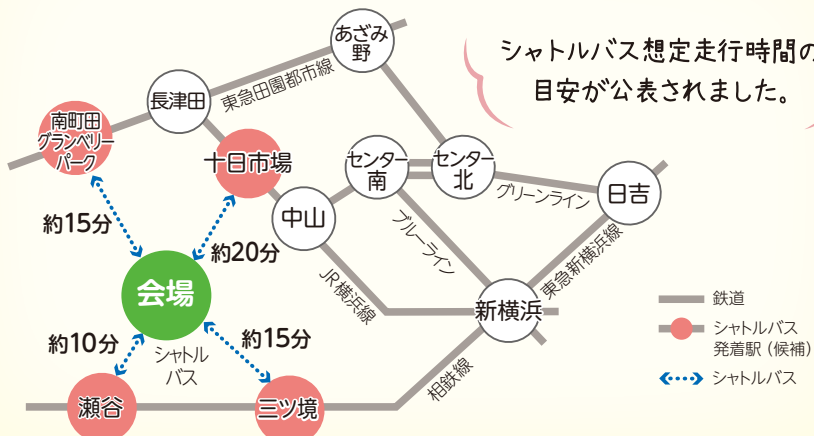 シャトルバス想定走行時間の
目安が公表されました。
あざみ
野
東急田園都市線
長津田
南町田
グランベリー
パーク
十日市場
センター
南
センター
北
グリーンライン
日吉
中山
ブルーライン
東急新横浜線
JR横浜線
新横浜
相鉄線
約15分
約20分
会場
シャトル
バス
約10分
約15分
瀬谷
三ツ境
鉄道
シャトルバス
発着駅(候補)
シャトルバス